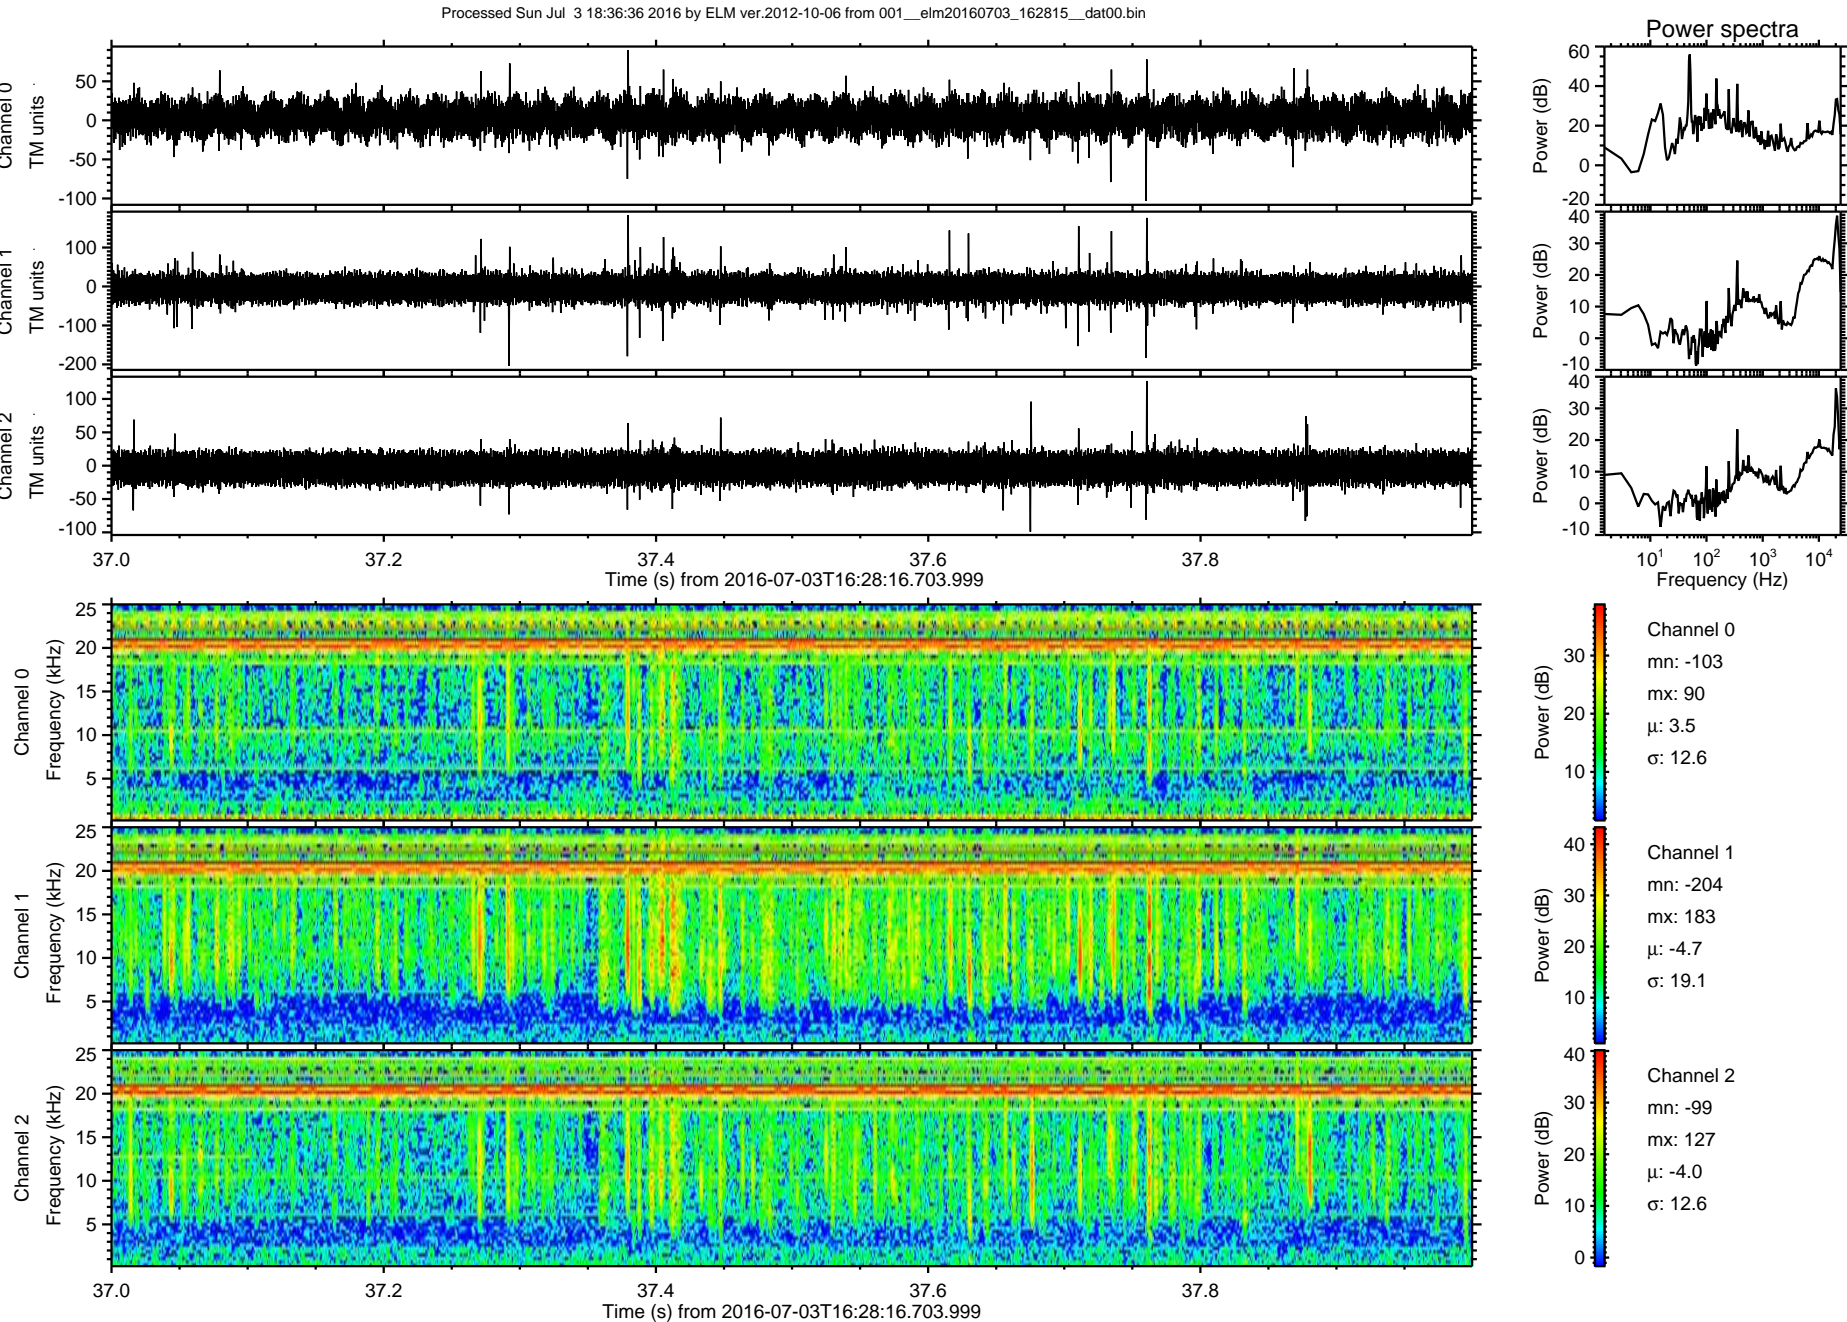 Processed Sun Jul 3 18:36:36 2016 by ELM ver.2012-10-06 from 001__elm20160703_162815__dat00.bin
Power spectra
Channel 0
TM units
50
0
-50
-100
Power (dB)
60
40
20
0
-20
Channel 1
TM units
100
0
-100
-200
Power (dB)
40
30
20
10
0
-10
Channel 2
TM units
100
50
0
-50
-100
Power (dB)
40
30
20
10
0
-10
37.0 37.2 37.4 37.6 37.8
Time (s) from 2016-07-03T16:28:16.703.999
10^1 10^2 10^3 10^4
Frequency (Hz)
Channel 0
Frequency (kHz)
25
20
15
10
5
Power (dB)
30
20
10
Channel 0
mn: -103
mx: 90
μ: 3.5
σ: 12.6
Channel 1
Frequency (kHz)
25
20
15
10
5
Power (dB)
40
30
20
10
Channel 1
mn: -204
mx: 183
μ: -4.7
σ: 19.1
Channel 2
Frequency (kHz)
25
20
15
10
5
Power (dB)
40
30
20
10
0
Channel 2
mn: -99
mx: 127
μ: -4.0
σ: 12.6
37.0 37.2 37.4 37.6 37.8
Time (s) from 2016-07-03T16:28:16.703.999